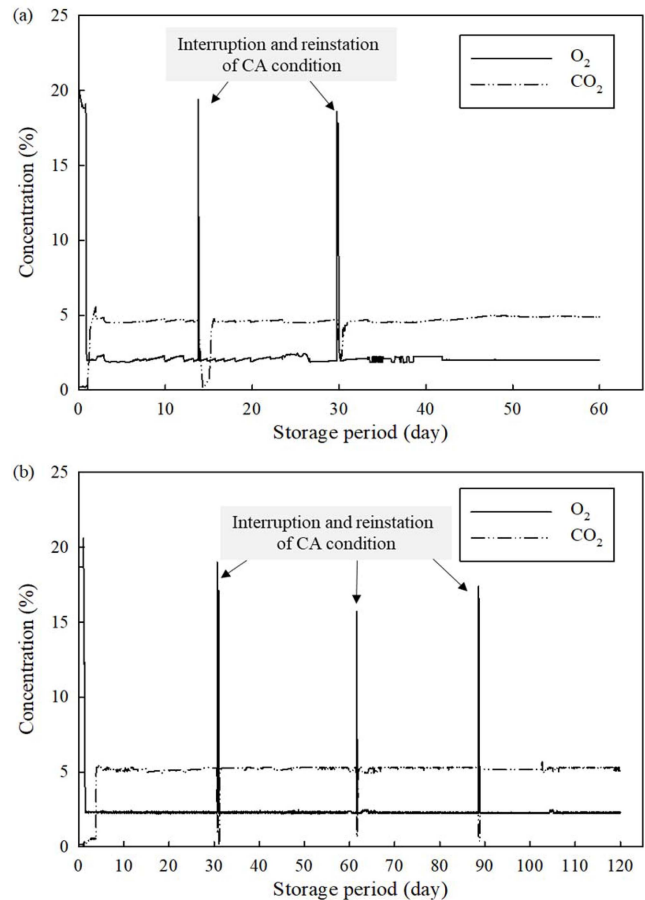 (a)
25
20
15
10
5
0
Concentration (%)
Interruption and reinstation
of CA condition
O₂
CO₂
0 10 20 30 40 50 60
Storage period (day)
(b)
25
20
15
10
5
0
Concentration (%)
Interruption and reinstation
of CA condition
O₂
CO₂
0 10 20 30 40 50 60 70 80 90 100 110 120
Storage period (day)